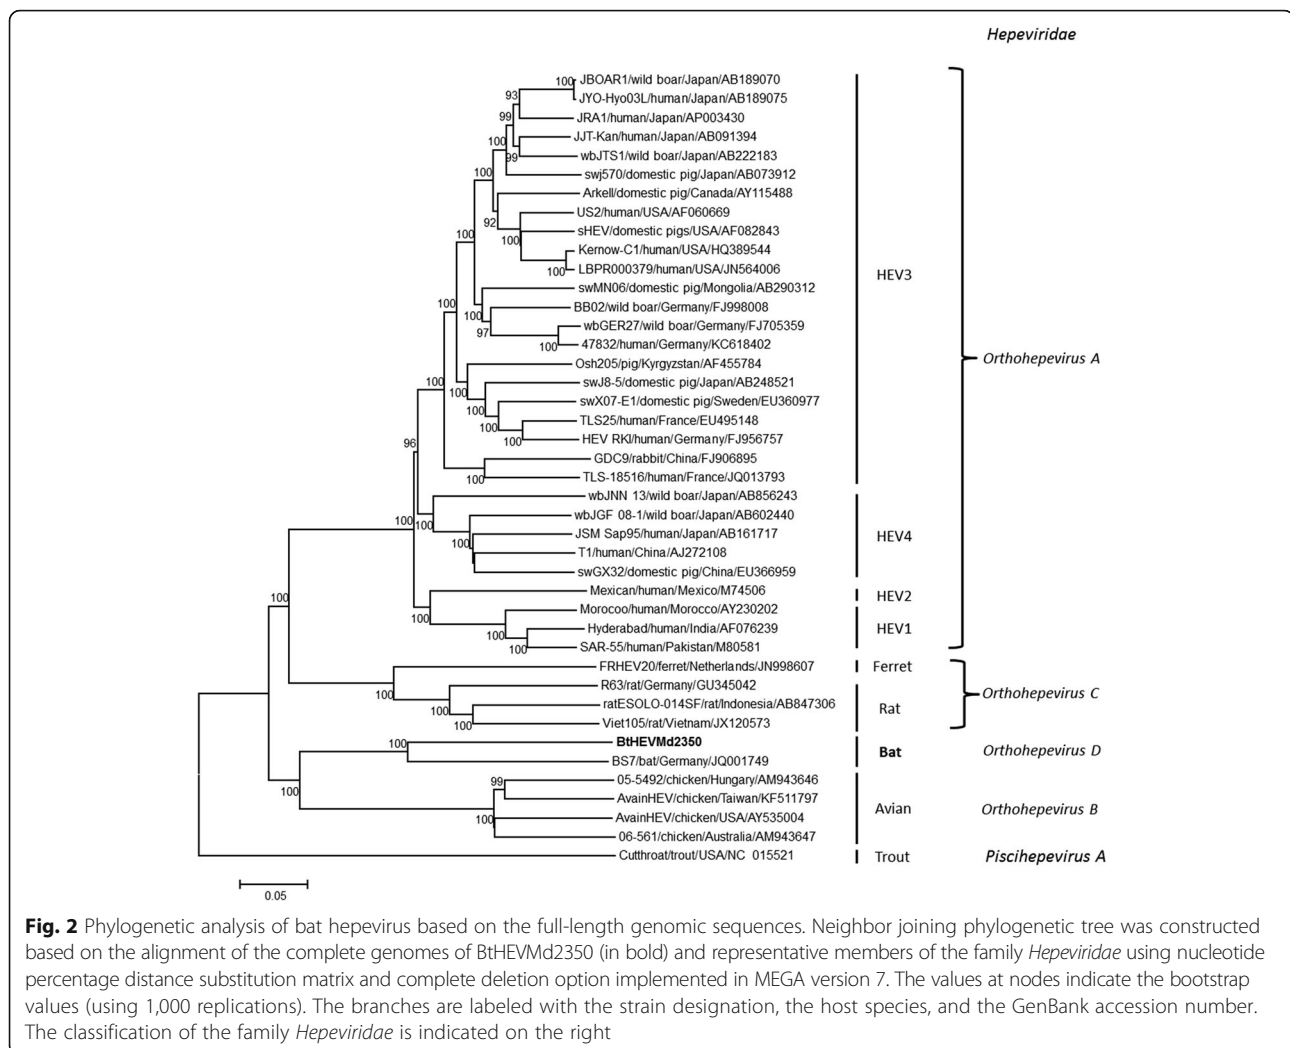 Hepeviridae
100 JBOAR1/wild boar/Japan/AB189070
93 JYO-Hyo03L/human/Japan/AB189075
99 JRA1/human/Japan/AP003430
100 JJT-Kan/human/Japan/AB091394
99 wbJTS1/wild boar/Japan/AB222183
100 swj570/domestic pig/Japan/AB073912
Arkell/domestic pig/Canada/AY115488
92 US2/human/USA/AF060669
100 sHEV/domestic pigs/USA/AF082843
100 Kernow-C1/human/USA/HQ389544
100 LBPR000379/human/USA/JN564006 HEV3
swMN06/domestic pig/Mongolia/AB290312
100 100 BB02/wild boar/Germany/FJ998008
97 wbGER27/wild boar/Germany/FJ705359
100 47832/human/Germany/KC618402
Osh205/pig/Kyrgyzstan/AF455784 Orthohepevirus A
100 swJ8-5/domestic pig/Japan/AB248521
100 swX07-E1/domestic pig/Sweden/EU360977
100 TLS25/human/France/EU495148
100 100 HEV RKI/human/Germany/FJ956757
96 GDC9/rabbit/China/FJ906895
100 TLS-18516/human/France/JQ013793
wbJNN 13/wild boar/Japan/AB856243
100 100 wbJGF 08-1/wild boar/Japan/AB602440
100 JSM Sap95/human/Japan/AB161717 HEV4
T1/human/China/AJ272108
swGX32/domestic pig/China/EU366959
100 Mexican/human/Mexico/M74506 HEV2
100 Morocoo/human/Morocco/AY230202
100 Hyderabad/human/India/AF076239 HEV1
100 SAR-55/human/Pakistan/M80581
FRHEV20/ferret/Netherlands/JN998607 Ferret
100 R63/rat/Germany/GU345042 Orthohepevirus C
100 ratESOLO-014SF/rat/Indonesia/AB847306 Rat
100 Viet105/rat/Vietnam/JX120573
100 BtHEVMd2350 Bat Orthohepevirus D
BS7/bat/Germany/JQ001749
99 05-5492/chicken/Hungary/AM943646
100 AvainHEV/chicken/Taiwan/KF511797 Avian Orthohepevirus B
100 AvainHEV/chicken/USA/AY535004
06-561/chicken/Australia/AM943647
Cutthroat/trout/USA/NC 015521 Trout Piscihepevirus A
0.05
Fig. 2 Phylogenetic analysis of bat hepevirus based on the full-length genomic sequences. Neighbor joining phylogenetic tree was constructed
based on the alignment of the complete genomes of BtHEVMd2350 (in bold) and representative members of the family Hepeviridae using nucleotide
percentage distance substitution matrix and complete deletion option implemented in MEGA version 7. The values at nodes indicate the bootstrap
values (using 1,000 replications). The branches are labeled with the strain designation, the host species, and the GenBank accession number.
The classification of the family Hepeviridae is indicated on the right